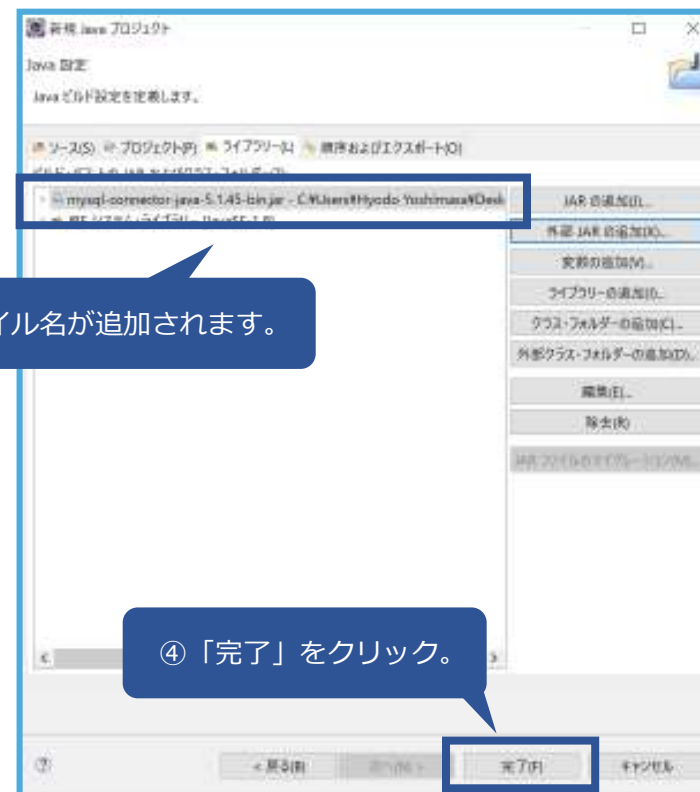 新規 Java プロジェクト
Java 設定
Java ビルド設定を定義します。
ソース(S) プロジェクト(P) ライブラリー(L) 順序およびエクスポート(O)
mysql-connector-java-5.1.45-bin.jar - C:¥Users¥Hyodo Yoshimasa¥Desk
JAR の追加(J)...
外部 JAR の追加(X)...
変数の追加(V)...
ライブラリーの追加(I)...
クラス・フォルダーの追加(C)...
外部クラス・フォルダーの追加(D)...
編集(E)...
除去(R)
イル名が追加されます。
④「完了」をクリック。
< 戻る(B)
完了(F)
キャンセル